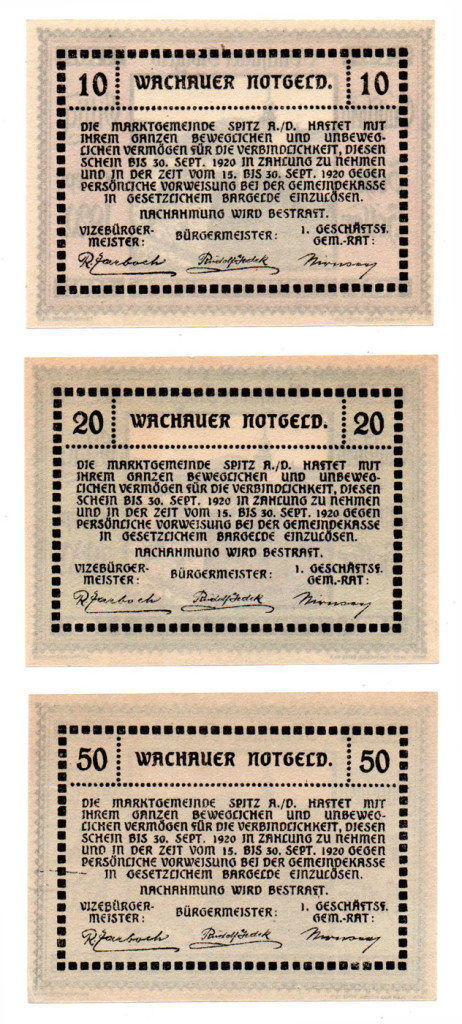 10 WACHAUER NOTGELD. 10
DIE MARKTGEMEINDE SPITZ A./D. HAFTET MIT
IHREM GANZEN BEWEGLICHEN UND UNBEWEG-
LICHEN VERMÖGEN FÜR DIE VERBINDLICHKEIT, DIESEN
SCHEIN BIS 30. SEPT. 1920 IN ZAHLUNG ZU NEHMEN
UND IN DER ZEIT VOM 15. BIS 30. SEPT. 1920 GEGEN
PERSÖNLICHE VORWEISUNG BEI DER GEMEINDEKASSE
IN GESETZLICHEM BARGELDE EINZULÖSEN.
NACHAHMUNG WIRD BESTRAFT.
VIZEBÜRGER-
MEISTER: BÜRGERMEISTER: 1. GESCHÄFTSF.
GEM.-RAT:
20 WACHAUER NOTGELD. 20
DIE MARKTGEMEINDE SPITZ A./D. HAFTET MIT
IHREM GANZEN BEWEGLICHEN UND UNBEWEG-
LICHEN VERMÖGEN FÜR DIE VERBINDLICHKEIT, DIESEN
SCHEIN BIS 30. SEPT. 1920 IN ZAHLUNG ZU NEHMEN
UND IN DER ZEIT VOM 15. BIS 30. SEPT. 1920 GEGEN
PERSÖNLICHE VORWEISUNG BEI DER GEMEINDEKASSE
IN GESETZLICHEM BARGELDE EINZULÖSEN.
NACHAHMUNG WIRD BESTRAFT.
VIZEBÜRGER-
MEISTER: BÜRGERMEISTER: 1. GESCHÄFTSF.
GEM.-RAT:
50 WACHAUER NOTGELD. 50
DIE MARKTGEMEINDE SPITZ A./D. HAFTET MIT
IHREM GANZEN BEWEGLICHEN UND UNBEWEG-
LICHEN VERMÖGEN FÜR DIE VERBINDLICHKEIT, DIESEN
SCHEIN BIS 30. SEPT. 1920 IN ZAHLUNG ZU NEHMEN
UND IN DER ZEIT VOM 15. BIS 30. SEPT. 1920 GEGEN
PERSÖNLICHE VORWEISUNG BEI DER GEMEINDEKASSE
IN GESETZLICHEM BARGELDE EINZULÖSEN.
NACHAHMUNG WIRD BESTRAFT.
VIZEBÜRGER-
MEISTER: BÜRGERMEISTER: 1. GESCHÄFTSF.
GEM.-RAT: